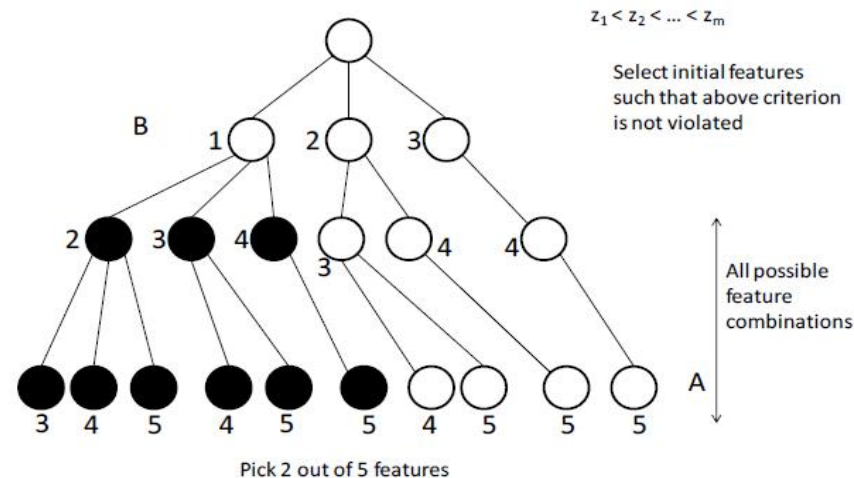 z₁ < z₂ < ... < zₘ
Select initial features
such that above criterion
is not violated
B
1 2 3
2 3 4 3 4 4
All possible
feature
combinations
A
3 4 5 4 5 5 4 5 5 5
Pick 2 out of 5 features